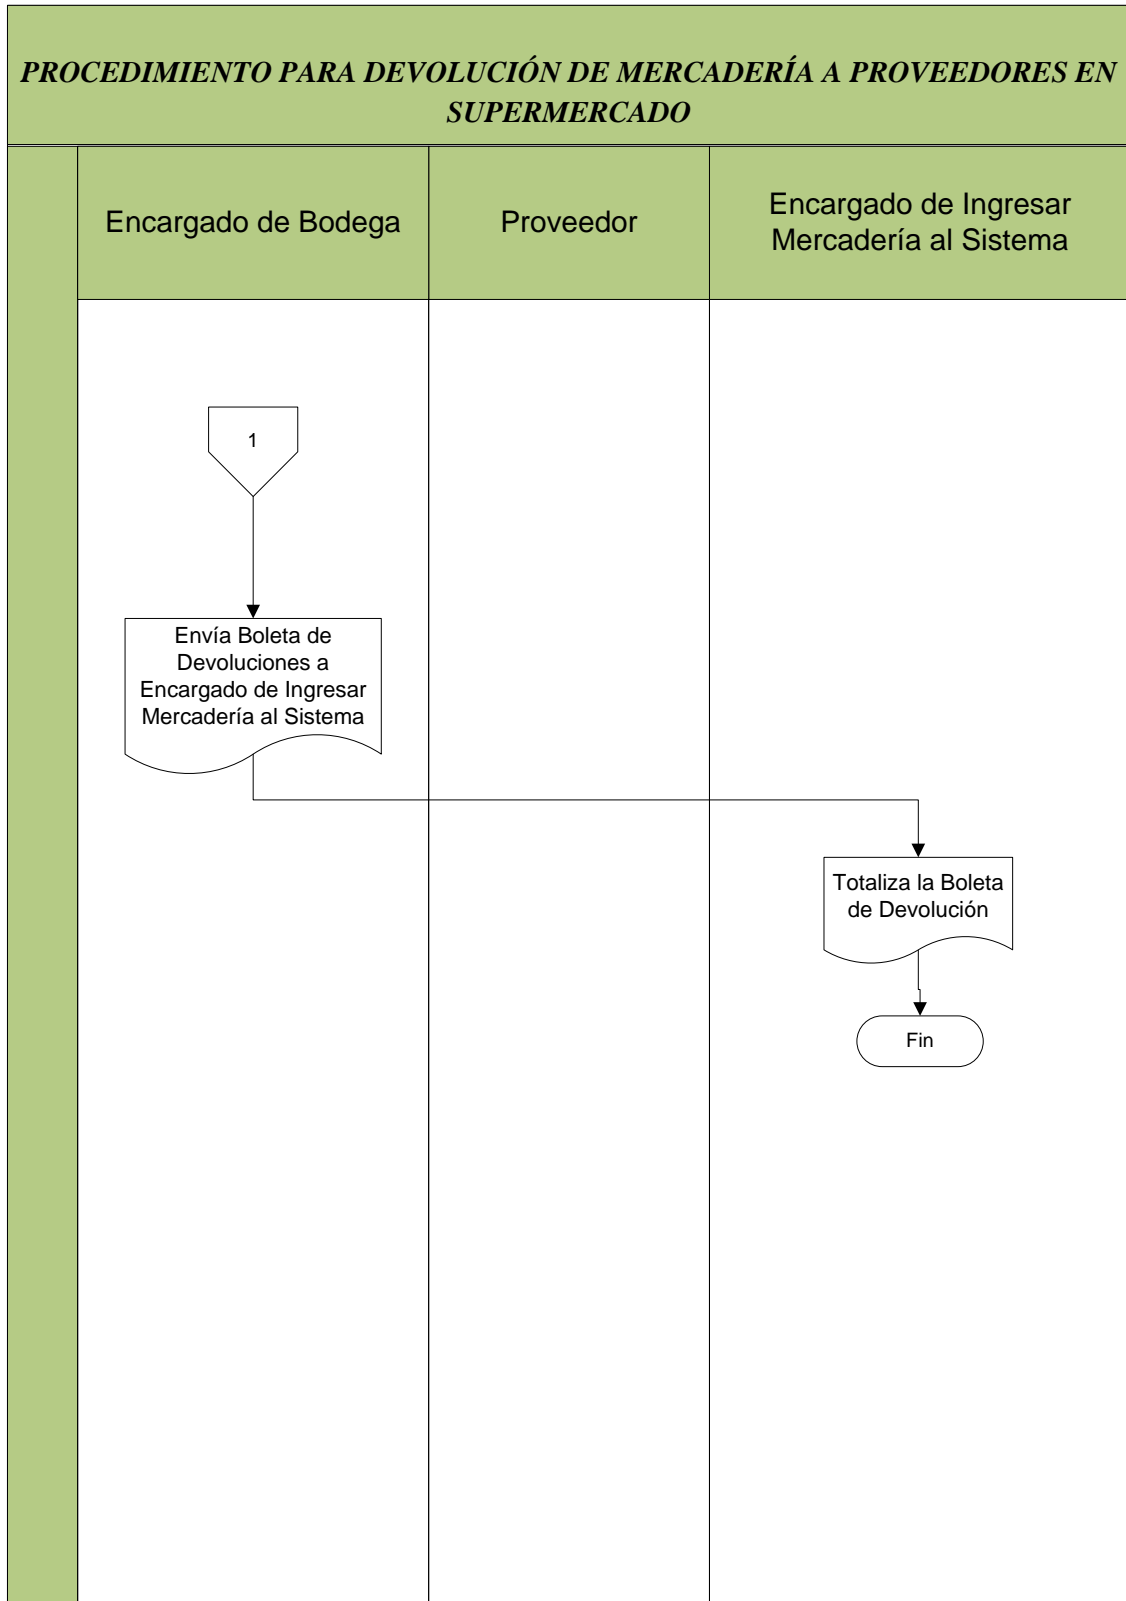 PROCEDIMIENTO PARA DEVOLUCIÓN DE MERCADERÍA A PROVEEDORES EN
SUPERMERCADO
Encargado de Bodega
Proveedor
Encargado de Ingresar
Mercadería al Sistema
1
Envía Boleta de
Devoluciones a
Encargado de Ingresar
Mercadería al Sistema
Totaliza la Boleta
de Devolución
Fin